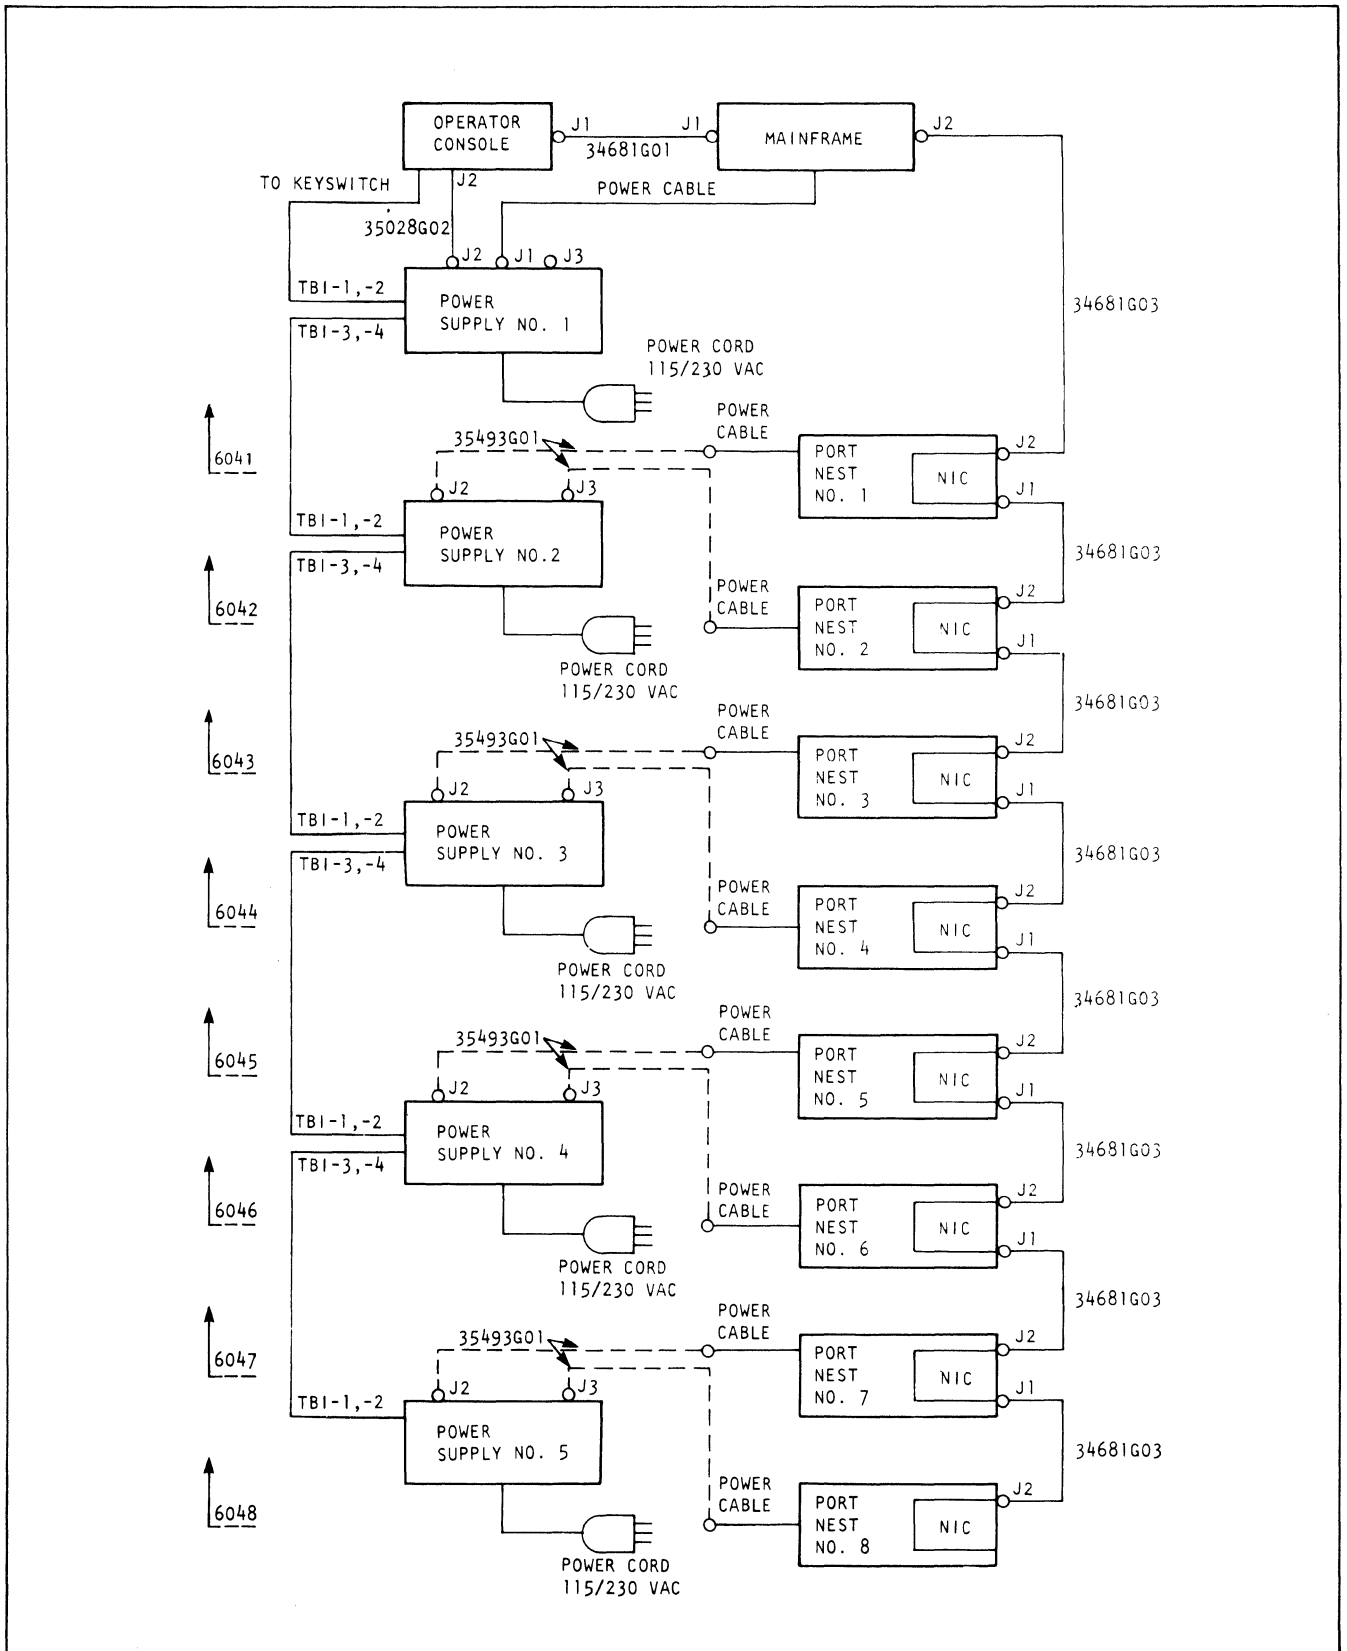 OPERATOR
CONSOLE
J1
34681G01
J1
MAINFRAME
J2
TO KEYSWITCH
J2
POWER CABLE
35028G02
J2
J1
J3
TBI-1,-2
POWER
SUPPLY NO. 1
34681G03
TBI-3,-4
POWER CORD
115/230 VAC
6041
35493G01
POWER
CABLE
PORT
NEST
NO. 1
NIC
J2
J1
J2
J3
TBI-1,-2
POWER
SUPPLY NO.2
34681G03
TBI-3,-4
6042
POWER
CABLE
PORT
NEST
NO. 2
NIC
J2
J1
POWER CORD
115/230 VAC
34681G03
6043
35493G01
POWER
CABLE
PORT
NEST
NO. 3
NIC
J2
J1
J2
J3
TBI-1,-2
POWER
SUPPLY NO. 3
34681G03
TBI-3,-4
6044
POWER
CABLE
PORT
NEST
NO. 4
NIC
J2
J1
POWER CORD
115/230 VAC
34681G03
6045
35493G01
POWER
CABLE
PORT
NEST
NO. 5
NIC
J2
J1
J2
J3
TBI-1,-2
POWER
SUPPLY NO. 4
34681G03
TBI-3,-4
6046
POWER
CABLE
PORT
NEST
NO. 6
NIC
J2
J1
POWER CORD
115/230 VAC
34681G03
6047
35493G01
POWER
CABLE
PORT
NEST
NO. 7
NIC
J2
J1
J2
J3
TBI-1,-2
POWER
SUPPLY NO. 5
34681G03
6048
POWER
CABLE
PORT
NEST
NO. 8
NIC
J2
POWER CORD
115/230 VAC